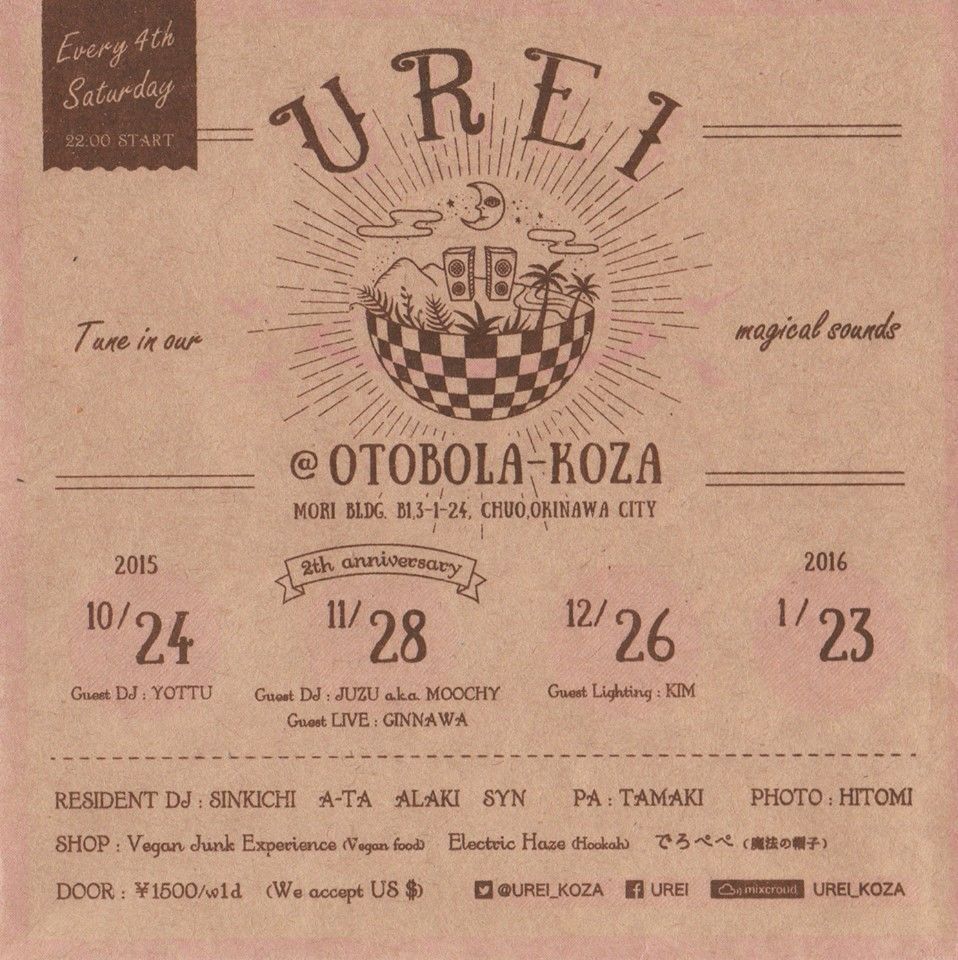 Every 4th
Saturday
22:00 START
UREI
Tune in our
magical sounds
@ OTOBOLA-KOZA
MORI BLDG. B1,3-1-24, CHUO,OKINAWA CITY
2015
10/24
Guest DJ : YOTTU
2th anniversary
11/28
Guest DJ : JUZU a.k.a. MOOCHY
Guest LIVE : GINNAWA
12/26
Guest Lighting : KIM
2016
1/23
RESIDENT DJ : SINKICHI A-TA ALAKI SYN PA : TAMAKI PHOTO : HITOMI
SHOP : Vegan Junk Experience (Vegan food) Electric Haze (Hookah) でろぺぺ (魔法の帽子)
DOOR : ¥1500/w1d (We accept US $) @UREI_KOZA UREI mixcloud UREI_KOZA